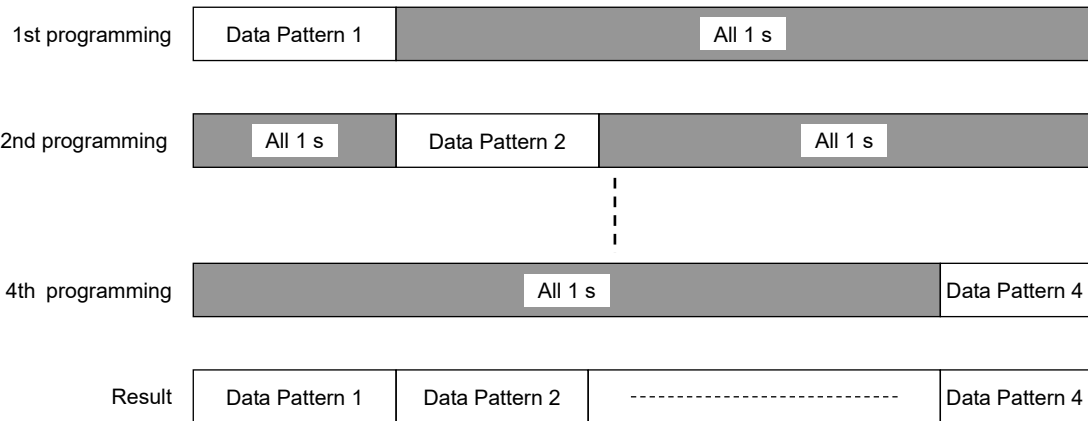 1st programming Data Pattern 1 All 1 s
2nd programming All 1 s Data Pattern 2 All 1 s
4th programming All 1 s Data Pattern 4
Result Data Pattern 1 Data Pattern 2 Data Pattern 4